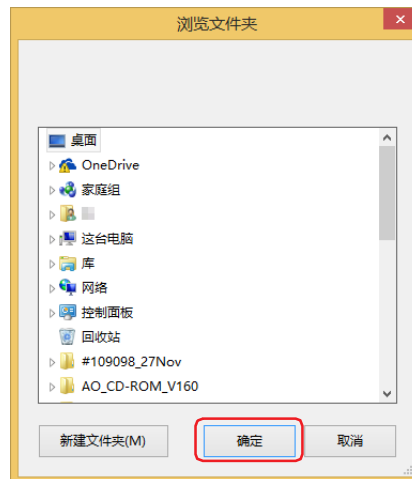 浏览文件夹
桌面
OneDrive
家庭组
这台电脑
库
网络
控制面板
回收站
#109098_27Nov
AO_CD-ROM_V160
新建文件夹(M)
确定
取消